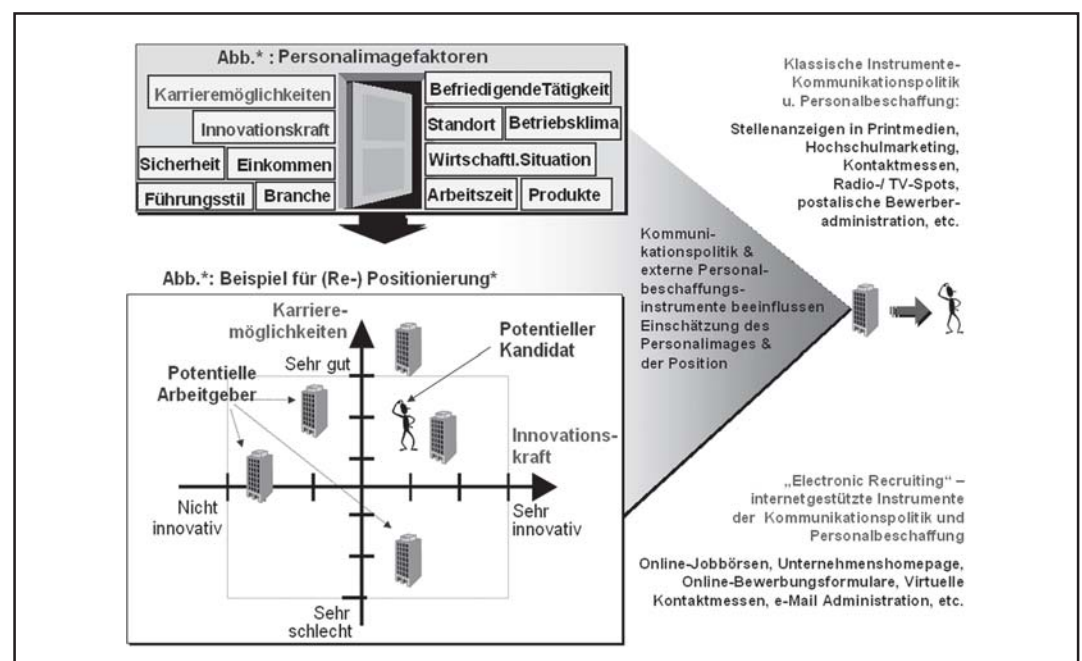 Abb.* : Personalimagefaktoren
Karrieremöglichkeiten
Innovationskraft
Sicherheit
Einkommen
Führungsstil
Branche
BefriedigendeTätigkeit
Standort
Betriebsklima
Wirtschaftl.Situation
Arbeitszeit
Produkte
Klassische Instrumente-
Kommunikationspolitik
u. Personalbeschaffung:
Stellenanzeigen in Printmedien,
Hochschulmarketing,
Kontaktmessen,
Radio-/ TV-Spots,
postalische Bewerber-
administration, etc.
Kommuni-
kationspolitik &
externe Personal-
beschaffungs-
instrumente beeinflussen
Einschätzung des
Personalimages &
der Position
Abb.*: Beispiel für (Re-) Positionierung*
Karriere-
möglichkeiten
Sehr gut
Potentieller
Kandidat
Potentielle
Arbeitgeber
Innovations-
kraft
Nicht
innovativ
Sehr
innovativ
Sehr
schlecht
„Electronic Recruiting“ –
internetgestützte Instrumente
der Kommunikationspolitik und
Personalbeschaffung
Online-Jobbörsen, Unternehmenshomepage,
Online-Bewerbungsformulare, Virtuelle
Kontaktmessen, e-Mail Administration, etc.